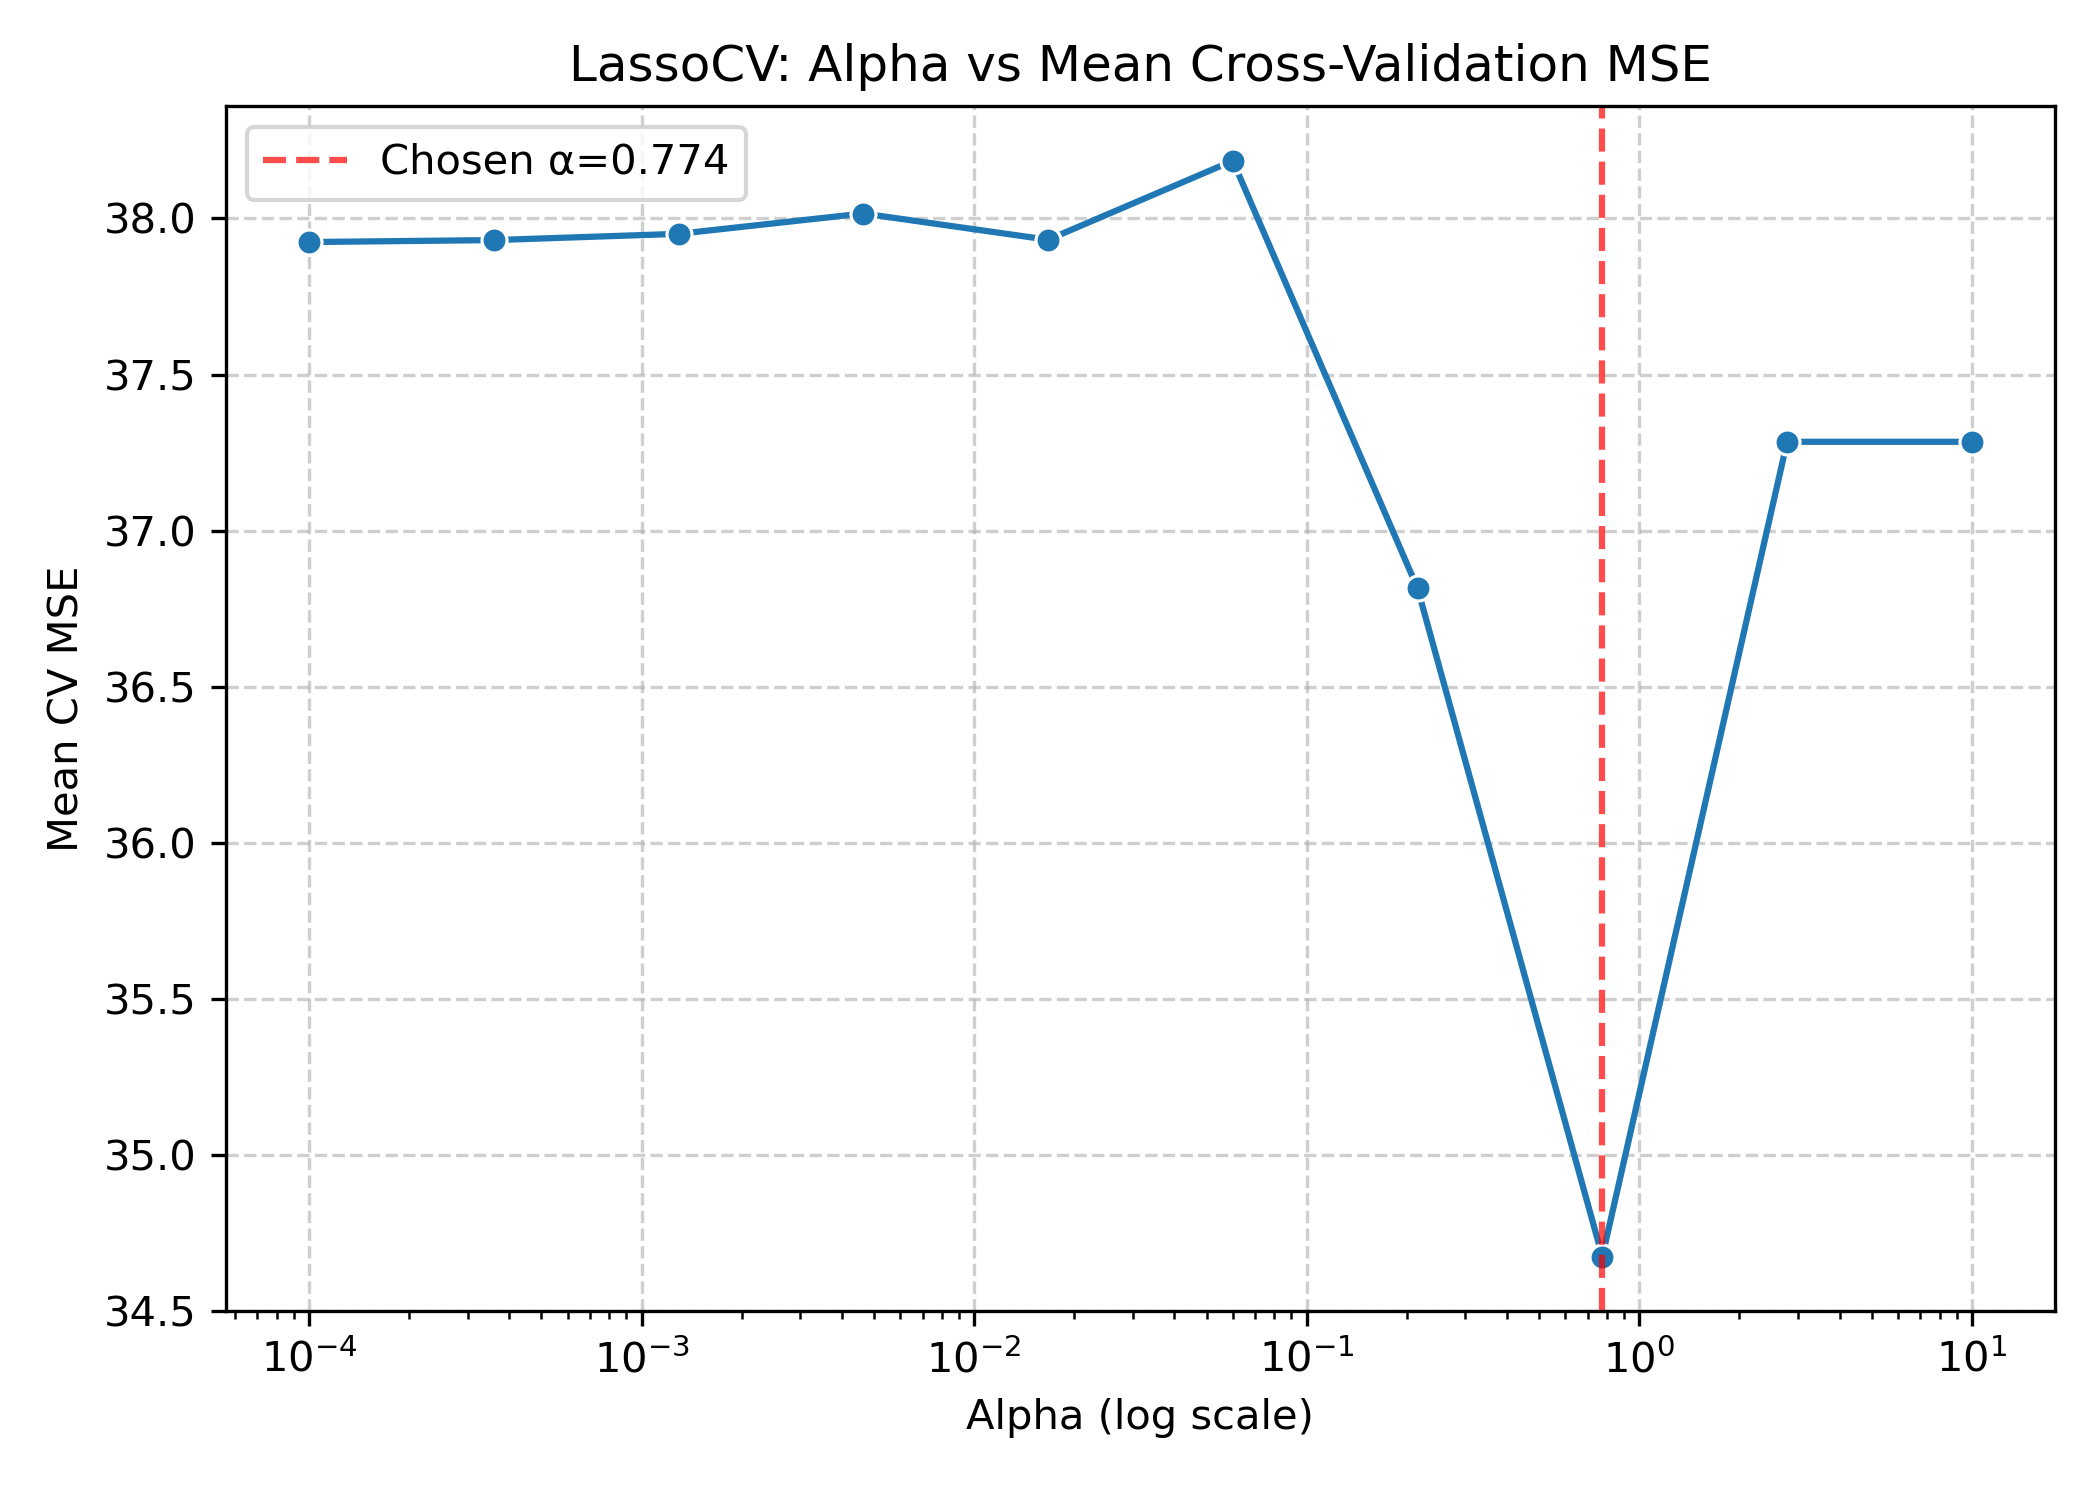 LassoCV: Alpha vs Mean Cross-Validation MSE
Chosen α=0.774
Mean CV MSE
38.0
37.5
37.0
36.5
36.0
35.5
35.0
34.5
10⁻⁴ 10⁻³ 10⁻² 10⁻¹ 10⁰ 10¹
Alpha (log scale)